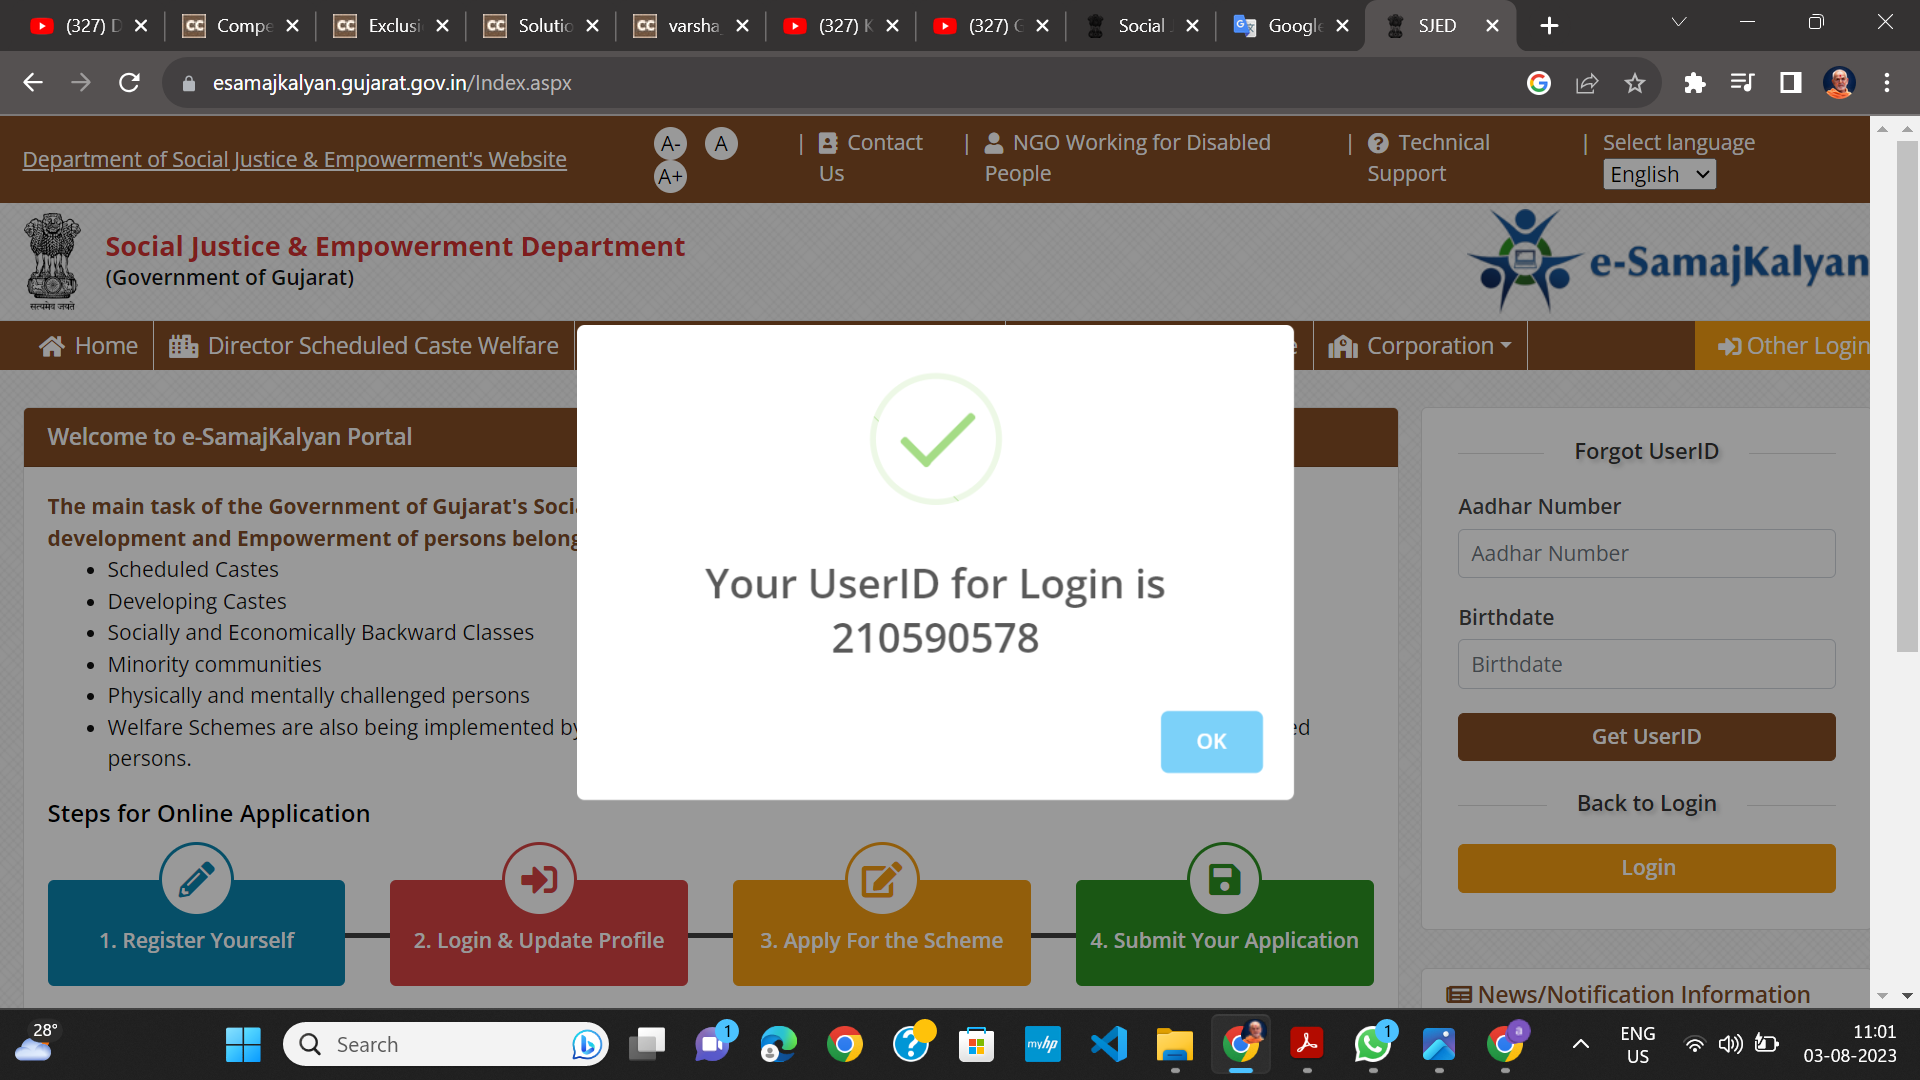 (327) D
Compe
Exclusi
Solutio
varsha
(327) K
(327) G
Social
Google
SJED
esamajkalyan.gujarat.gov.in/Index.aspx
Department of Social Justice & Empowerment's Website
A-
A
A+
| Contact Us
| NGO Working for Disabled People
| Technical Support
| Select language
English
सत्यमेव जयते
Social Justice & Empowerment Department
(Government of Gujarat)
e-SamajKalyan
Home
Director Scheduled Caste Welfare
e
Corporation
Other Login
Welcome to e-SamajKalyan Portal
The main task of the Government of Gujarat's Soci
development and Empowerment of persons belong
• Scheduled Castes
• Developing Castes
• Socially and Economically Backward Classes
• Minority communities
• Physically and mentally challenged persons
• Welfare Schemes are also being implemented by
ed
persons.
Your UserID for Login is
210590578
OK
Steps for Online Application
1. Register Yourself
2. Login & Update Profile
3. Apply For the Scheme
4. Submit Your Application
Forgot UserID
Aadhar Number
Aadhar Number
Birthdate
Birthdate
Get UserID
Back to Login
Login
News/Notification Information
28°
Search
1
myhp
1
a
ENG
US
11:01
03-08-2023